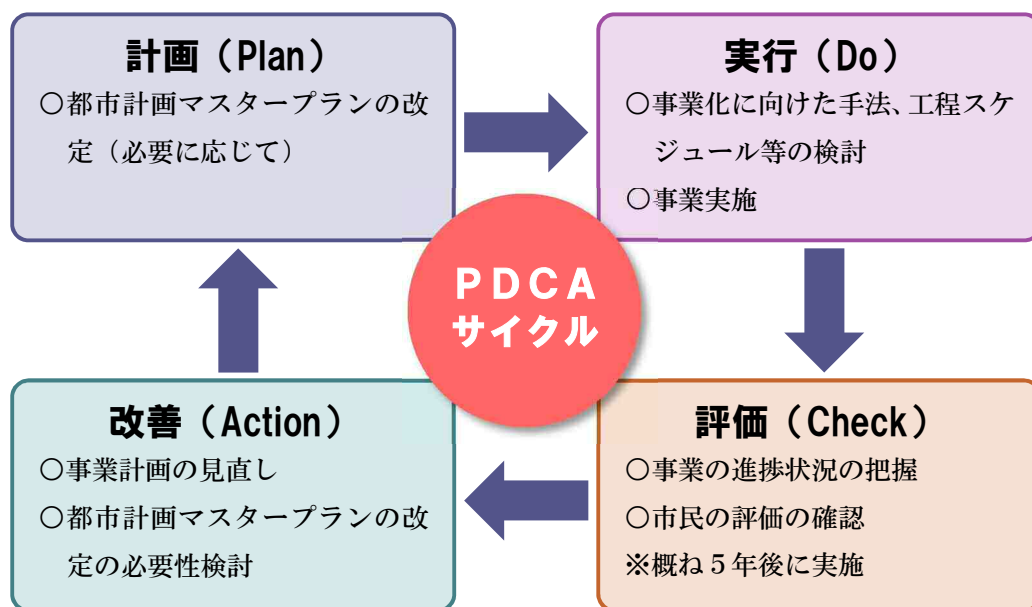 計画（Plan）
○都市計画マスタープランの改
定（必要に応じて）
実行（Do）
○事業化に向けた手法、工程スケ
ジュール等の検討
○事業実施
PDCA
サイクル
改善（Action）
○事業計画の見直し
○都市計画マスタープランの改
定の必要性検討
評価（Check）
○事業の進捗状況の把握
○市民の評価の確認
※概ね５年後に実施